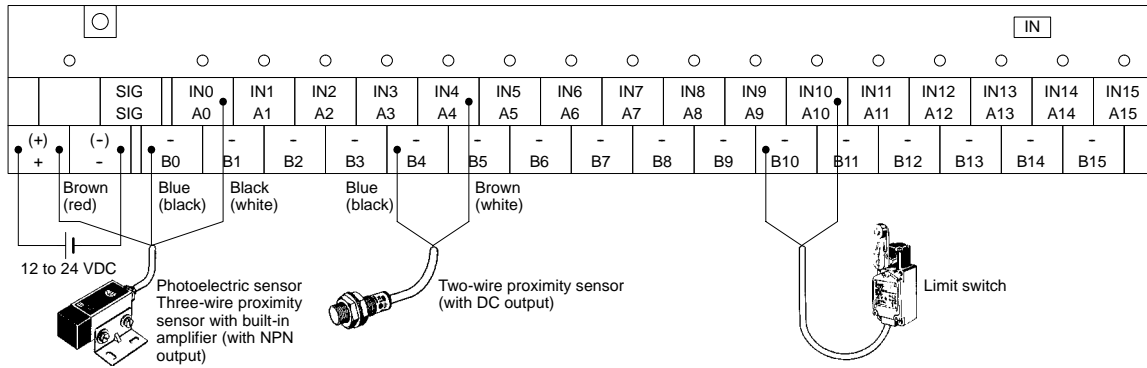 IN
SIG IN0 IN1 IN2 IN3 IN4 IN5 IN6 IN7 IN8 IN9 IN10 IN11 IN12 IN13 IN14 IN15
SIG A0 A1 A2 A3 A4 A5 A6 A7 A8 A9 A10 A11 A12 A13 A14 A15
(+) (-) - - - - - - - - - - - - - - - -
+ - B0 B1 B2 B3 B4 B5 B6 B7 B8 B9 B10 B11 B12 B13 B14 B15
Brown
(red)
Blue
(black)
Black
(white)
Blue
(black)
Brown
(white)
12 to 24 VDC
Photoelectric sensor
Three-wire proximity
sensor with built-in
amplifier (with NPN
output)
Two-wire proximity sensor
(with DC output)
Limit switch